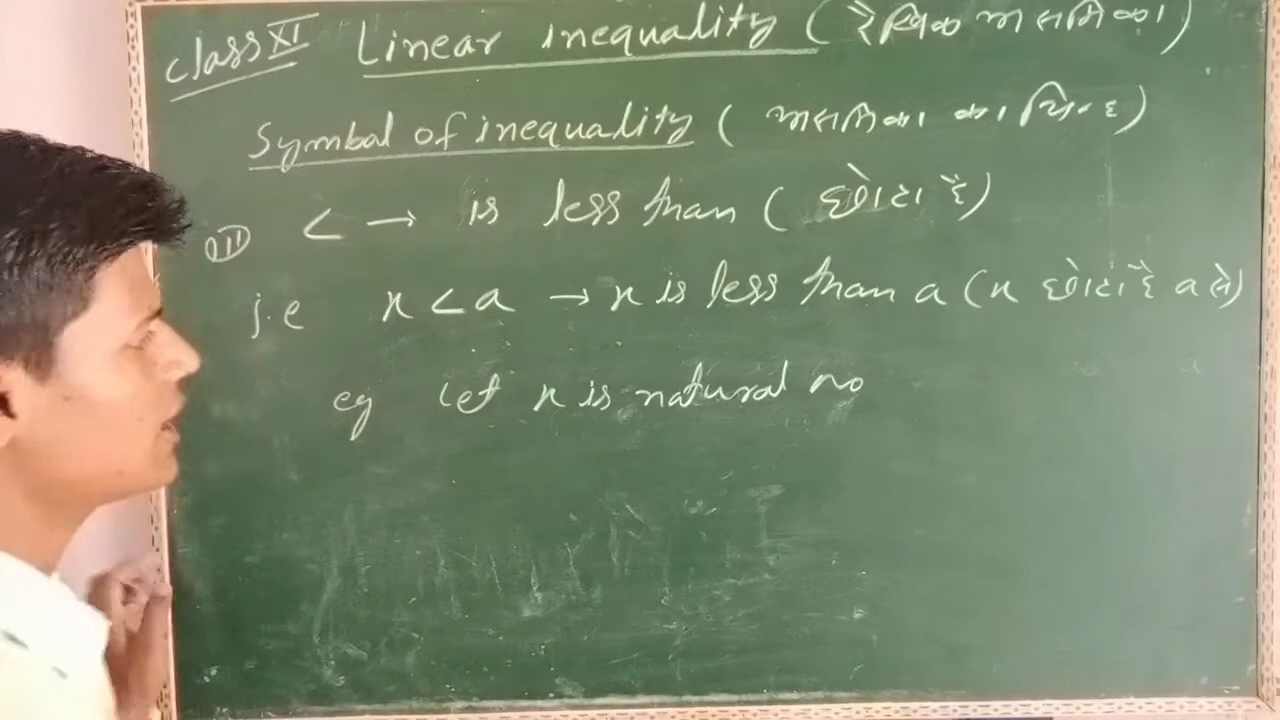 Class XI Linear inequality (रैखिक असमिका)
Symbal of inequality (असमिका का चिन्ह)
(II) < → is less than (छोटा है)
i.e x < a → x is less than a (x छोटा है a से)
eg Let x is natural no